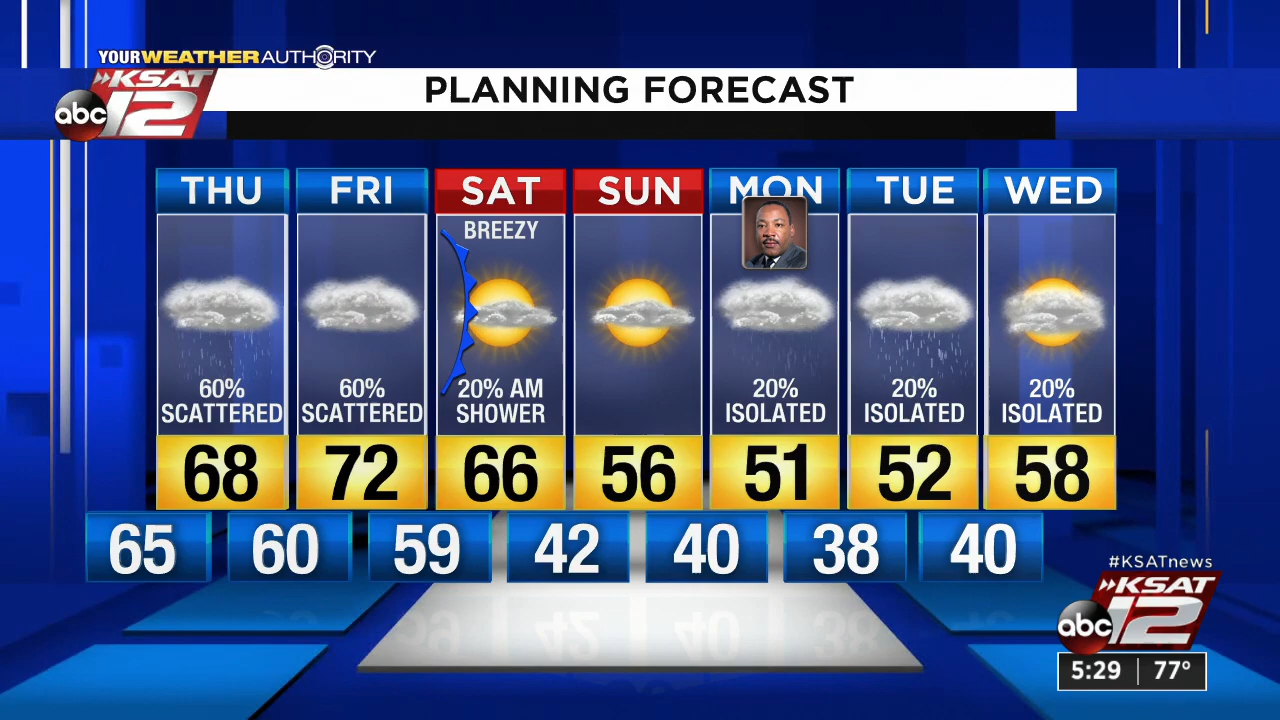 YOURWEATHERAUTHORITY
KSAT
abc 12
PLANNING FORECAST
THU FRI SAT SUN MON TUE WED
BREEZY
60% 60% 20% AM 20% 20% 20%
SCATTERED SCATTERED SHOWER ISOLATED ISOLATED ISOLATED
68 72 66 56 51 52 58
65 60 59 42 40 38 40
#KSATnews
KSAT
abc 12
5:29 77°